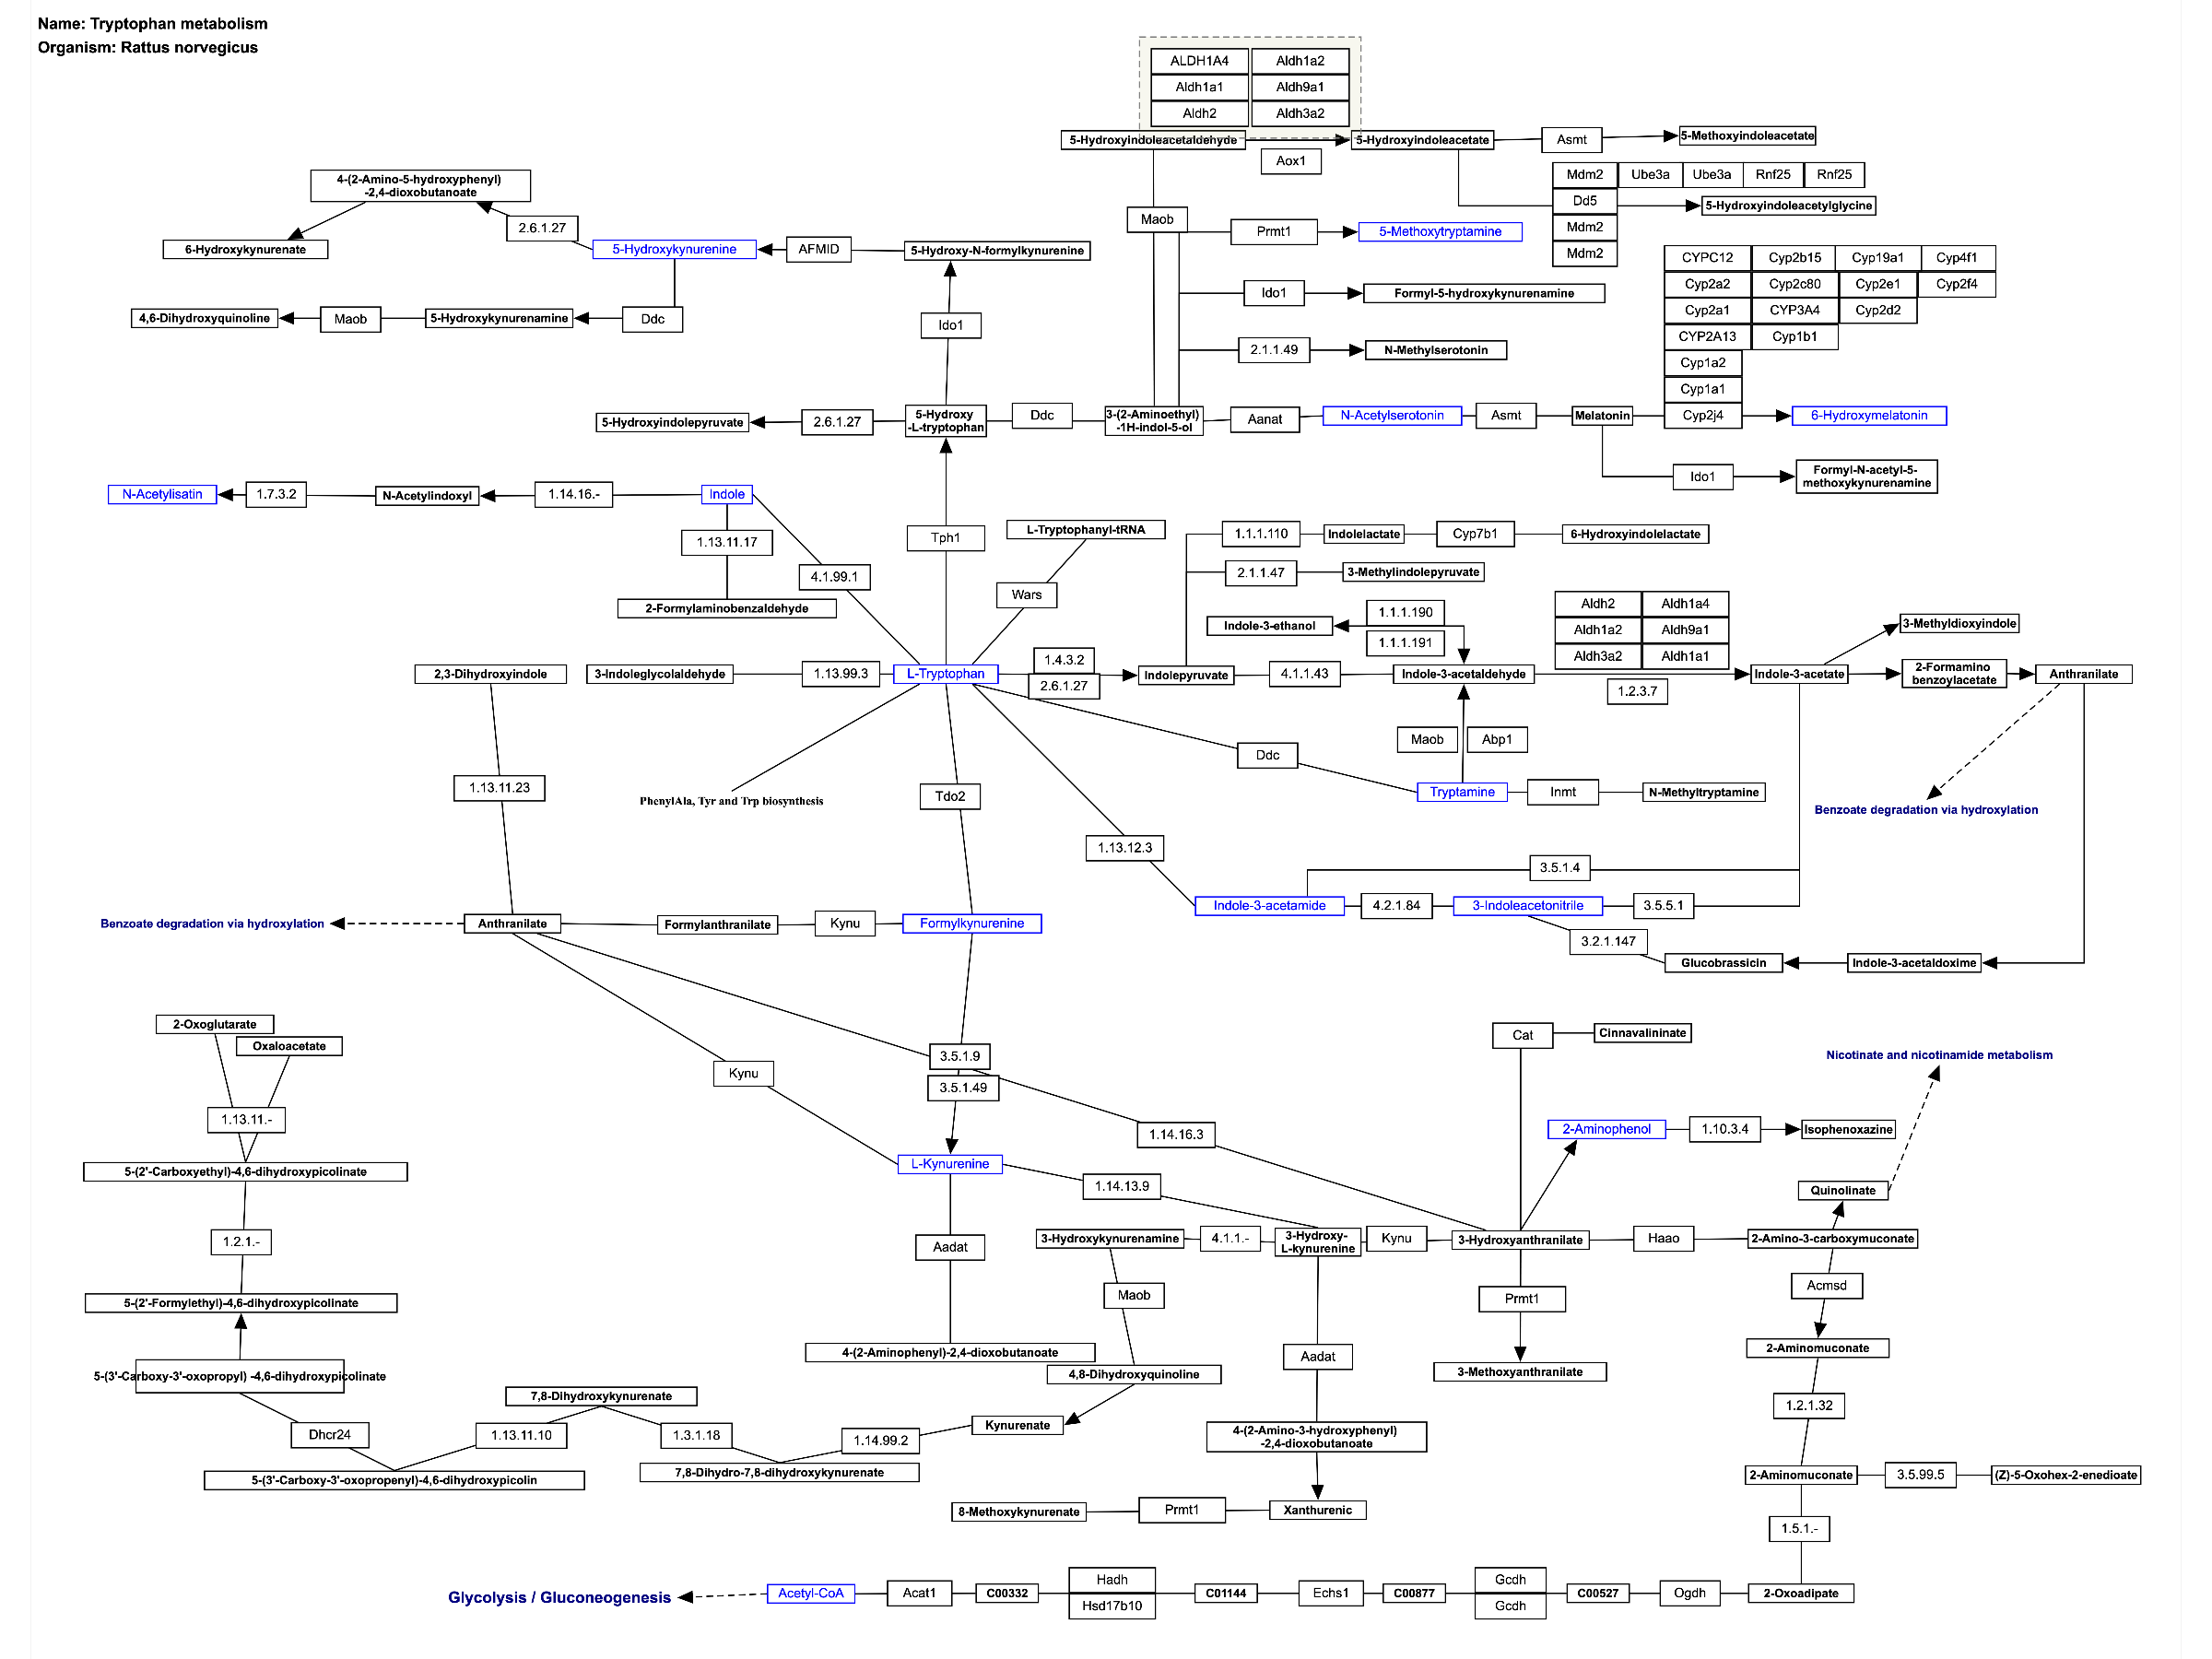 Name: Tryptophan metabolism
Organism: Rattus norvegicus
ALDH1A4
Aldh1a2
Aldh1a1
Aldh9a1
Aldh2
Aldh3a2
5-Hydroxyindoleacetaldehyde
5-Hydroxyindoleacetate
Asmt
5-Methoxyindoleacetate
Aox1
Mdm2
Ube3a
Ube3a
Rnf25
Rnf25
Dd5
5-Hydroxyindoleacetylglycine
Mdm2
Mdm2
4-(2-Amino-5-hydroxyphenyl)
-2,4-dioxobutanoate
2.6.1.27
6-Hydroxykynurenate
5-Hydroxykynurenine
AFMID
5-Hydroxy-N-formylkynurenine
Maob
Prmt1
5-Methoxytryptamine
CYPC12
Cyp2b15
Cyp19a1
Cyp4f1
Cyp2a2
Cyp2c80
Cyp2e1
Cyp2f4
Cyp2a1
CYP3A4
Cyp2d2
CYP2A13
Cyp1b1
Cyp1a2
Cyp1a1
Cyp2j4
Ido1
Formyl-5-hydroxykynurenamine
4,6-Dihydroxyquinoline
Maob
5-Hydroxykynurenamine
Ddc
Ido1
2.1.1.49
N-Methylserotonin
5-Hydroxyindolepyruvate
2.6.1.27
5-Hydroxy
-L-tryptophan
Ddc
3-(2-Aminoethyl)
-1H-indol-5-ol
Aanat
N-Acetylserotonin
Asmt
Melatonin
6-Hydroxymelatonin
Ido1
Formyl-N-acetyl-5-
methoxykynurenamine
N-Acetylisatin
1.7.3.2
N-Acetylindoxyl
1.14.16.-
Indole
1.13.11.17
4.1.99.1
2-Formylaminobenzaldehyde
Tph1
L-Tryptophanyl-tRNA
Wars
1.1.1.110
Indolelactate
Cyp7b1
6-Hydroxyindolelactate
2.1.1.47
3-Methylindolepyruvate
1.1.1.190
Indole-3-ethanol
1.1.1.191
Aldh2
Aldh1a4
Aldh1a2
Aldh9a1
Aldh3a2
Aldh1a1
3-Methyldioxyindole
2,3-Dihydroxyindole
3-Indoleglycolaldehyde
1.13.99.3
L-Tryptophan
1.4.3.2
2.6.1.27
Indolepyruvate
4.1.1.43
Indole-3-acetaldehyde
1.2.3.7
Indole-3-acetate
2-Formamino
benzoylacetate
Anthranilate
Maob
Abp1
Ddc
1.13.11.23
PhenylAla, Tyr and Trp biosynthesis
Tdo2
Tryptamine
Inmt
N-Methyltryptamine
Benzoate degradation via hydroxylation
1.13.12.3
3.5.1.4
Indole-3-acetamide
4.2.1.84
3-Indoleacetonitrile
3.5.5.1
3.2.1.147
Glucobrassicin
Indole-3-acetaldoxime
Benzoate degradation via hydroxylation
Anthranilate
Formylanthranilate
Kynu
Formylkynurenine
2-Oxoglutarate
Oxaloacetate
1.13.11.-
Kynu
3.5.1.9
3.5.1.49
1.14.16.3
Cat
Cinnavalininate
Nicotinate and nicotinamide metabolism
2-Aminophenol
1.10.3.4
Isophenoxazine
5-(2'-Carboxyethyl)-4,6-dihydroxypicolinate
L-Kynurenine
1.14.13.9
Quinolinate
1.2.1.-
Aadat
3-Hydroxykynurenamine
4.1.1.-
3-Hydroxy-
L-kynurenine
Kynu
3-Hydroxyanthranilate
Haao
2-Amino-3-carboxymuconate
5-(2'-Formylethyl)-4,6-dihydroxypicolinate
Maob
Prmt1
Acmsd
4-(2-Aminophenyl)-2,4-dioxobutanoate
Aadat
2-Aminomuconate
5-(3'-Carboxy-3'-oxopropyl) -4,6-dihydroxypicolinate
4,8-Dihydroxyquinoline
3-Methoxyanthranilate
7,8-Dihydroxykynurenate
1.2.1.32
Dhcr24
1.13.11.10
1.3.1.18
1.14.99.2
Kynurenate
4-(2-Amino-3-hydroxyphenyl)
-2,4-dioxobutanoate
5-(3'-Carboxy-3'-oxopropenyl)-4,6-dihydroxypicolin
7,8-Dihydro-7,8-dihydroxykynurenate
2-Aminomuconate
3.5.99.5
(Z)-5-Oxohex-2-enedioate
8-Methoxykynurenate
Prmt1
Xanthurenic
1.5.1.-
Glycolysis / Gluconeogenesis
Acetyl-CoA
Acat1
C00332
Hadh
Hsd17b10
C01144
Echs1
C00877
Gcdh
Gcdh
C00527
Ogdh
2-Oxoadipate